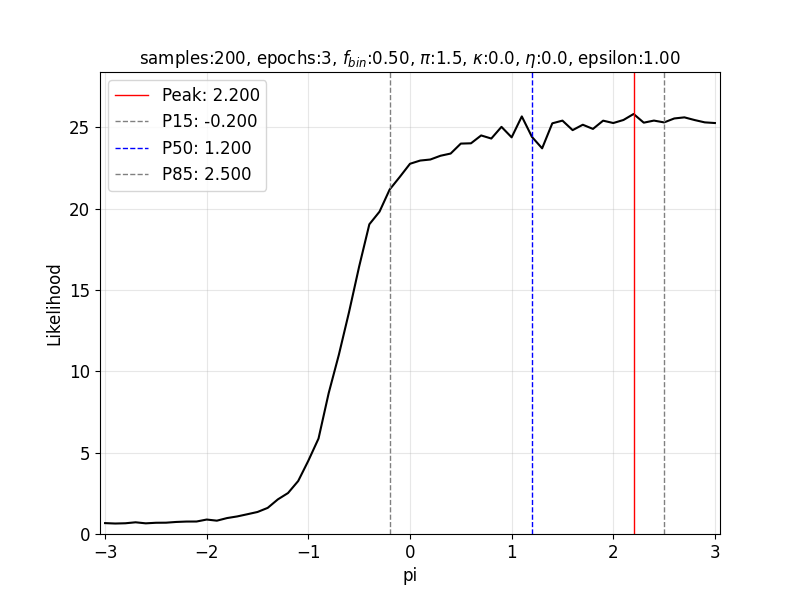 samples:200, epochs:3, f_bin:0.50, π:1.5, κ:0.0, η:0.0, epsilon:1.00
Peak: 2.200
P15: -0.200
P50: 1.200
P85: 2.500
25
20
15
10
5
0
Likelihood
−3 −2 −1 0 1 2 3
pi